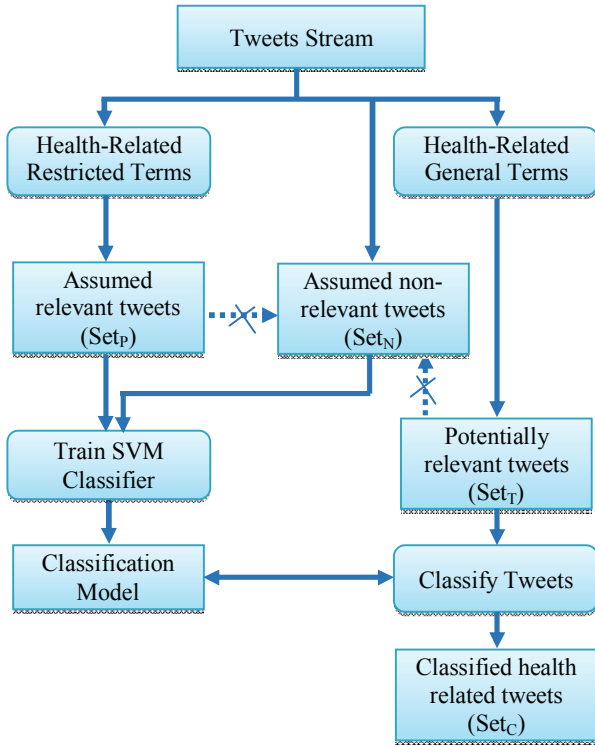 Tweets Stream
Health-Related
Restricted Terms
Health-Related
General Terms
Assumed
relevant tweets
(SetP)
Assumed non-
relevant tweets
(SetN)
Train SVM
Classifier
Potentially
relevant tweets
(SetT)
Classification
Model
Classify Tweets
Classified health
related tweets
(SetC)